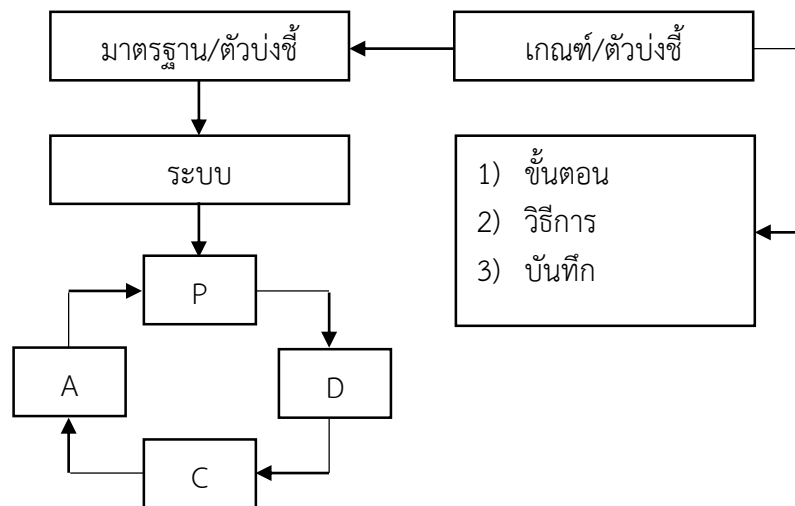 มาตรฐาน/ตัวบ่งชี้
เกณฑ์/ตัวบ่งชี้
ระบบ
1) ขั้นตอน
2) วิธีการ
3) บันทึก
P
A
D
C